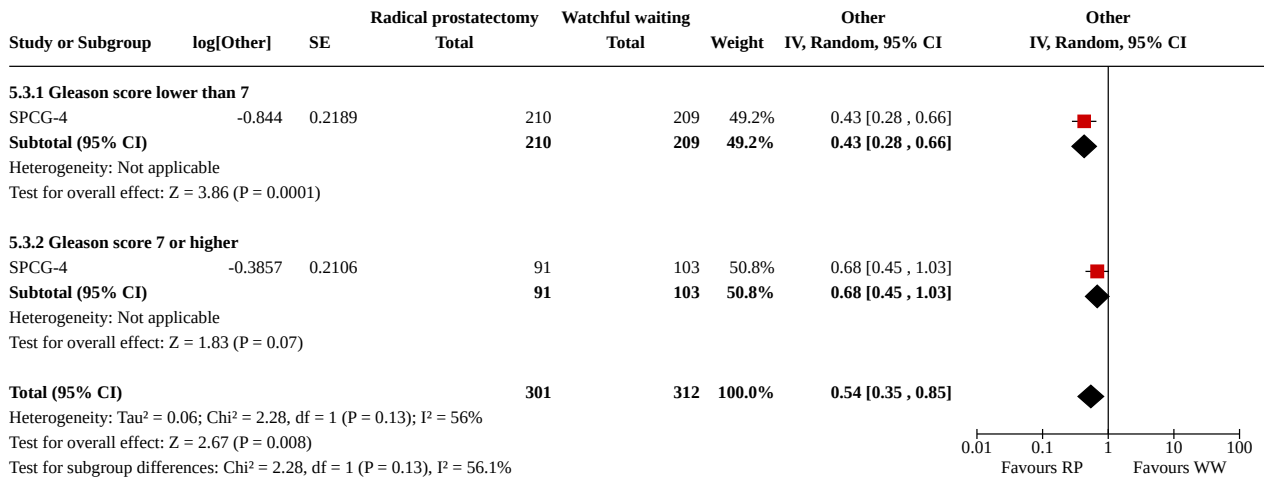 Radical prostatectomy Watchful waiting Other Other
Study or Subgroup log[Other] SE Total Total Weight IV, Random, 95% CI IV, Random, 95% CI
5.3.1 Gleason score lower than 7
SPCG-4 -0.844 0.2189 210 209 49.2% 0.43 [0.28 , 0.66]
Subtotal (95% CI) 210 209 49.2% 0.43 [0.28 , 0.66]
Heterogeneity: Not applicable
Test for overall effect: Z = 3.86 (P = 0.0001)
5.3.2 Gleason score 7 or higher
SPCG-4 -0.3857 0.2106 91 103 50.8% 0.68 [0.45 , 1.03]
Subtotal (95% CI) 91 103 50.8% 0.68 [0.45 , 1.03]
Heterogeneity: Not applicable
Test for overall effect: Z = 1.83 (P = 0.07)
Total (95% CI) 301 312 100.0% 0.54 [0.35 , 0.85]
Heterogeneity: Tau² = 0.06; Chi² = 2.28, df = 1 (P = 0.13); I² = 56%
Test for overall effect: Z = 2.67 (P = 0.008)
0.01 0.1 1 10 100
Test for subgroup differences: Chi² = 2.28, df = 1 (P = 0.13), I² = 56.1%
Favours RP Favours WW